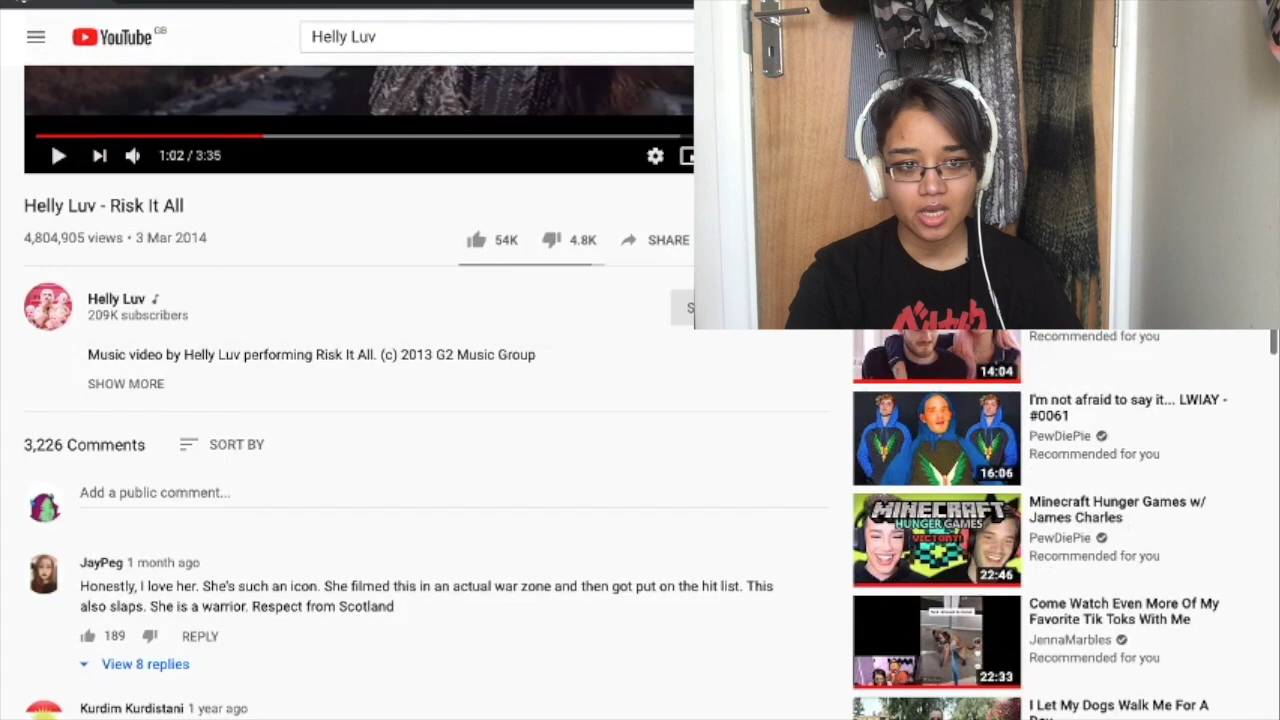 YouTube GB
Helly Luv
1:02 / 3:35
Helly Luv - Risk It All
4,804,905 views • 3 Mar 2014
54K
4.8K
SHARE
Helly Luv
209K subscribers
S
Music video by Helly Luv performing Risk It All. (c) 2013 G2 Music Group
SHOW MORE
3,226 Comments
SORT BY
Add a public comment...
JayPeg 1 month ago
Honestly, I love her. She's such an icon. She filmed this in an actual war zone and then got put on the hit list. This
also slaps. She is a warrior. Respect from Scotland
189
REPLY
View 8 replies
Kurdim Kurdistani 1 year ago
Recommended for you
14:04
I'm not afraid to say it... LWIAY -
#0061
PewDiePie
Recommended for you
16:06
MINECRAFT
HUNGER GAMES
VICTORY!
22:46
Minecraft Hunger Games w/
James Charles
PewDiePie
Recommended for you
Come Watch Even More Of My
Favorite Tik Toks With Me
JennaMarbles
Recommended for you
22:33
I Let My Dogs Walk Me For A